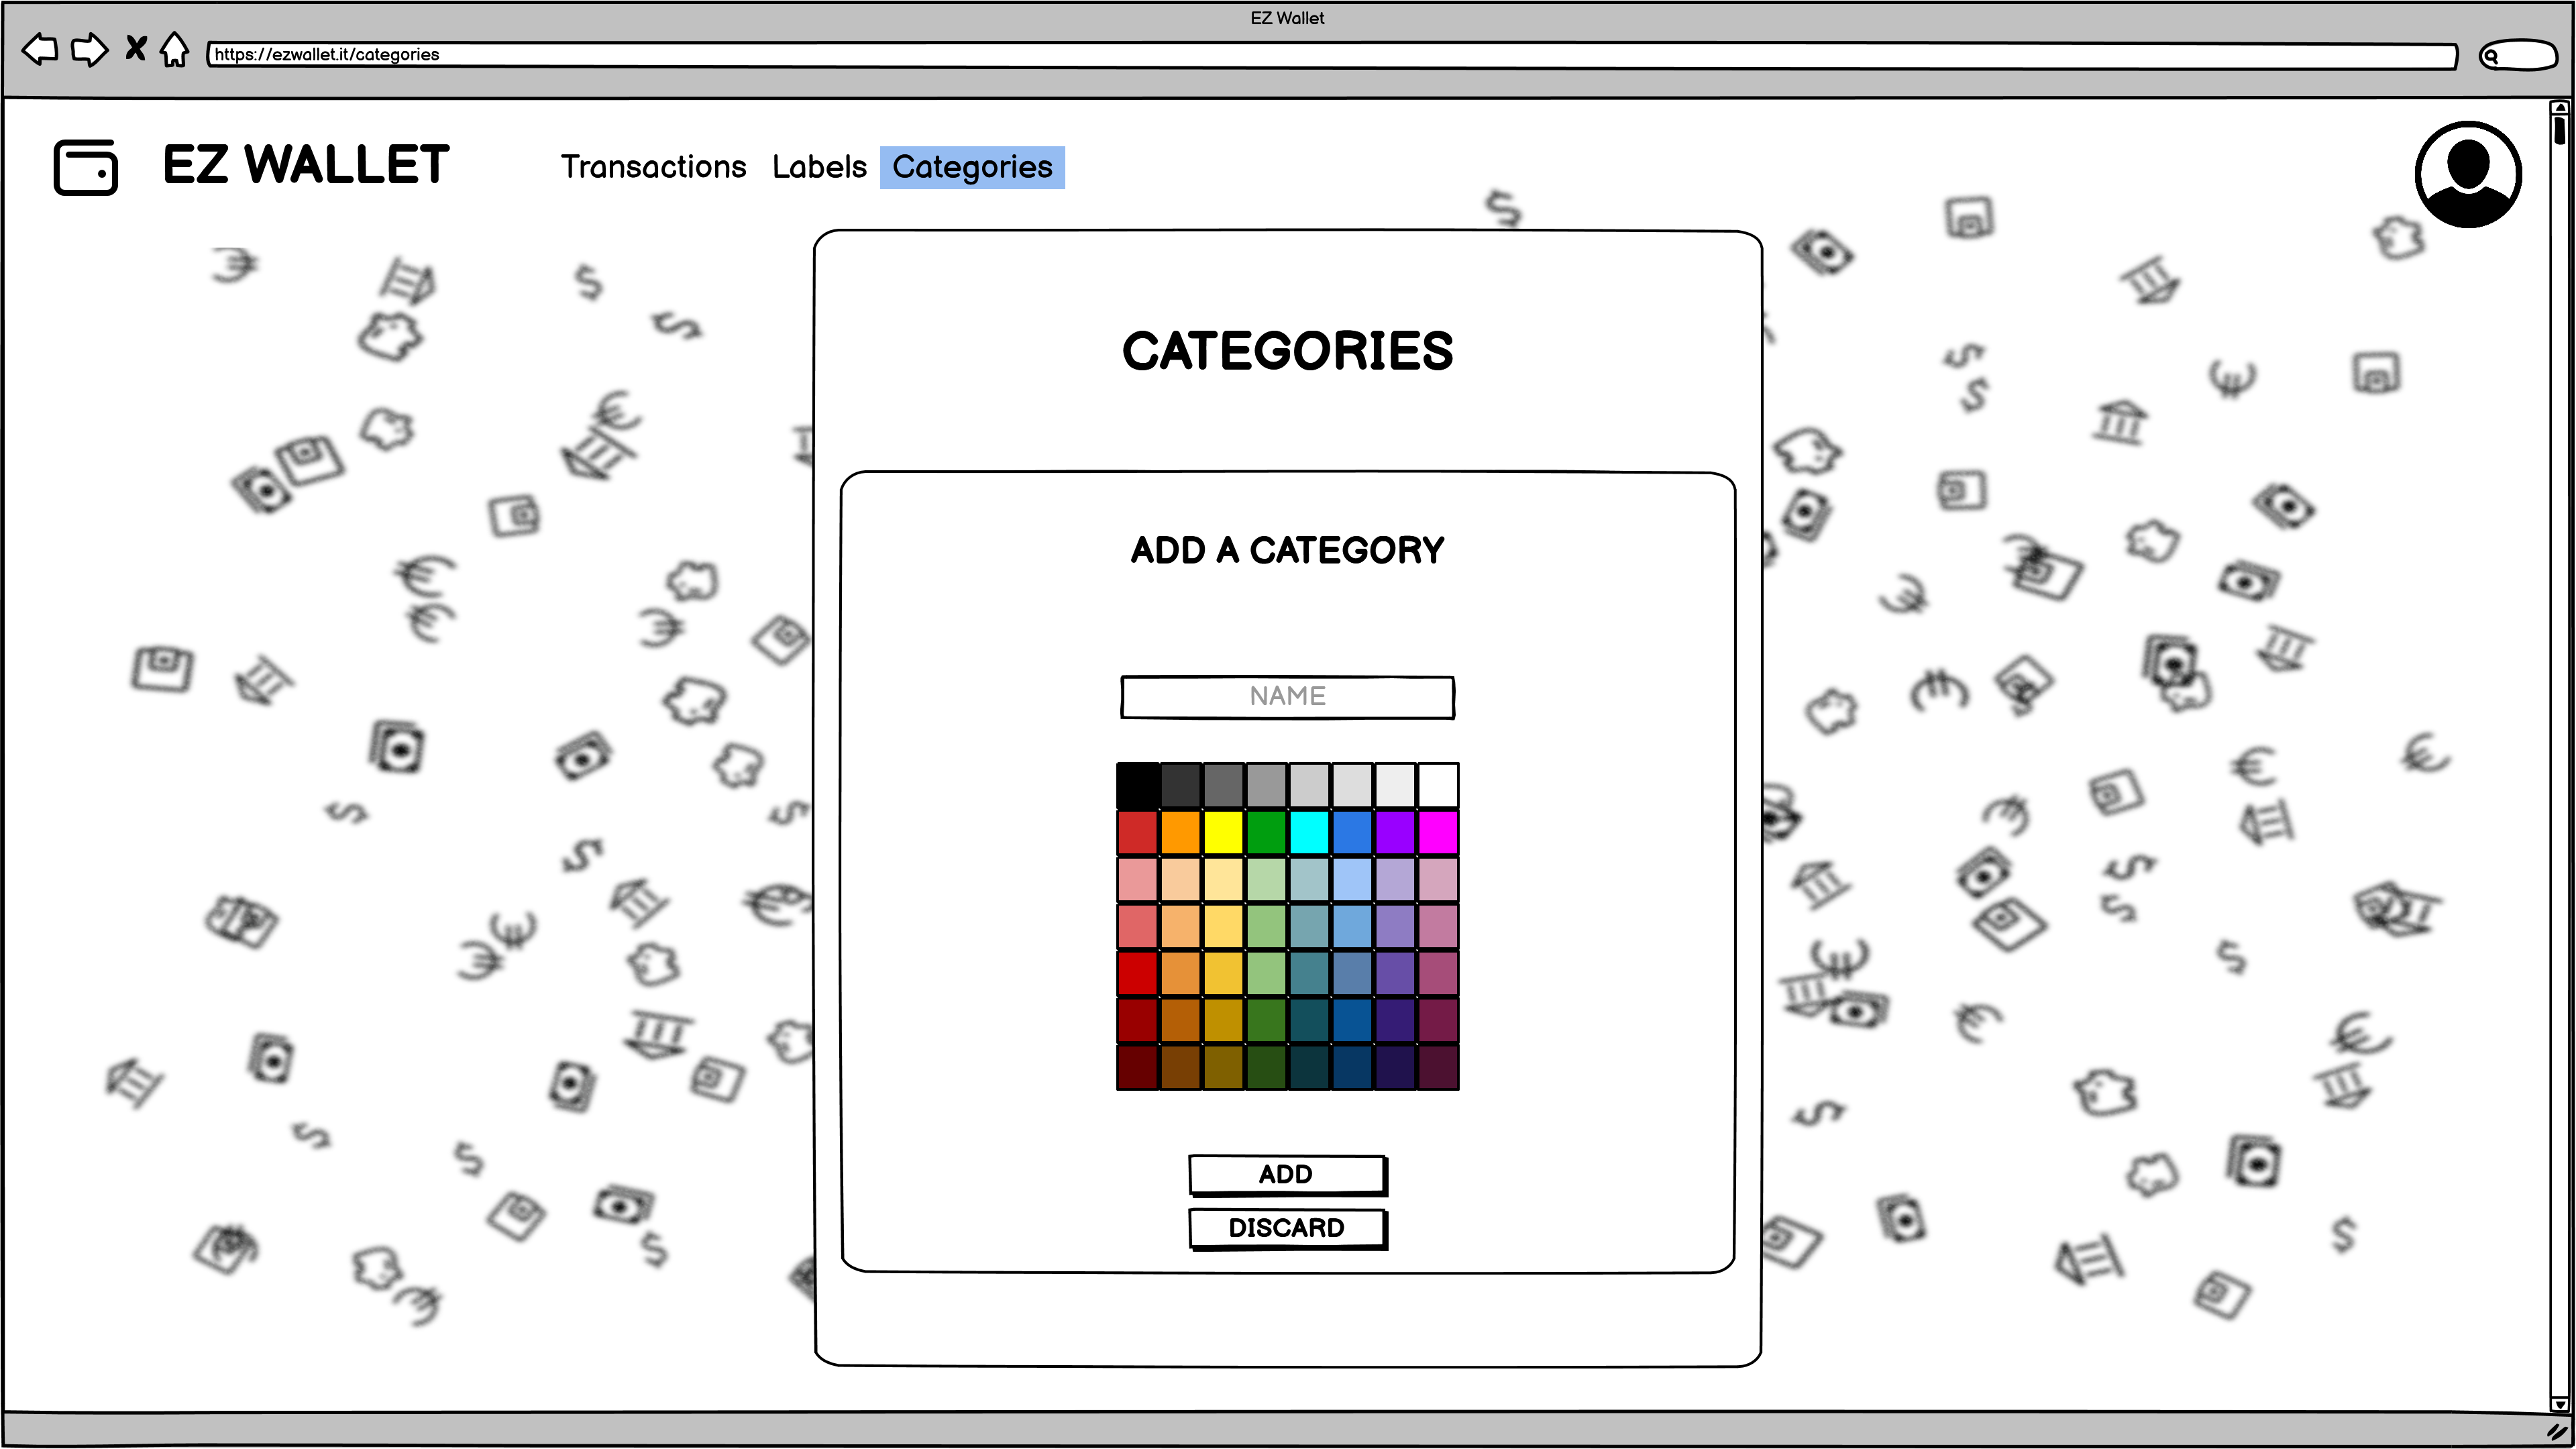 EZ Wallet
https://ezwallet.it/categories
EZ WALLET
Transactions Labels Categories
CATEGORIES
ADD A CATEGORY
NAME
ADD
DISCARD